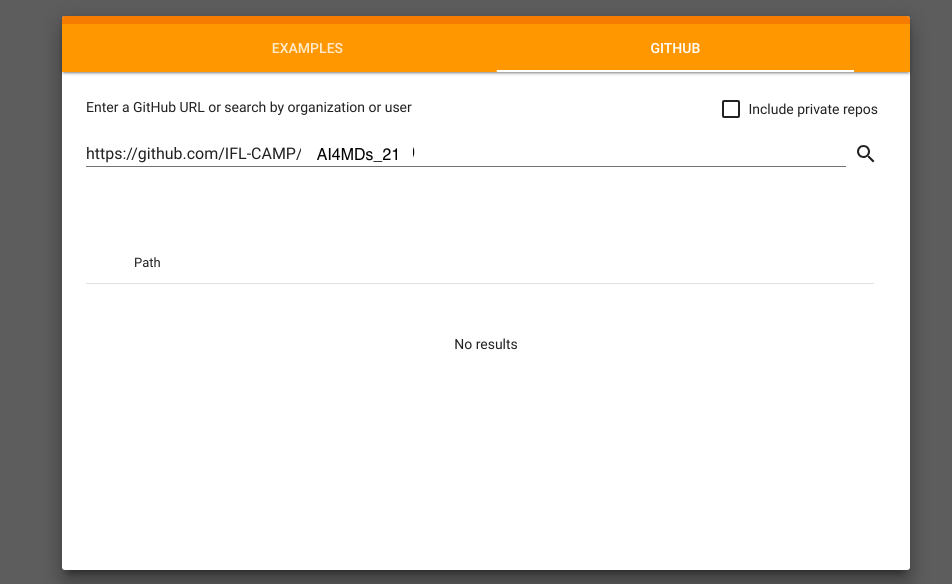 EXAMPLES GITHUB
Enter a GitHub URL or search by organization or user
Include private repos
https://github.com/IFL-CAMP/ AI4MDs_21
Path
No results